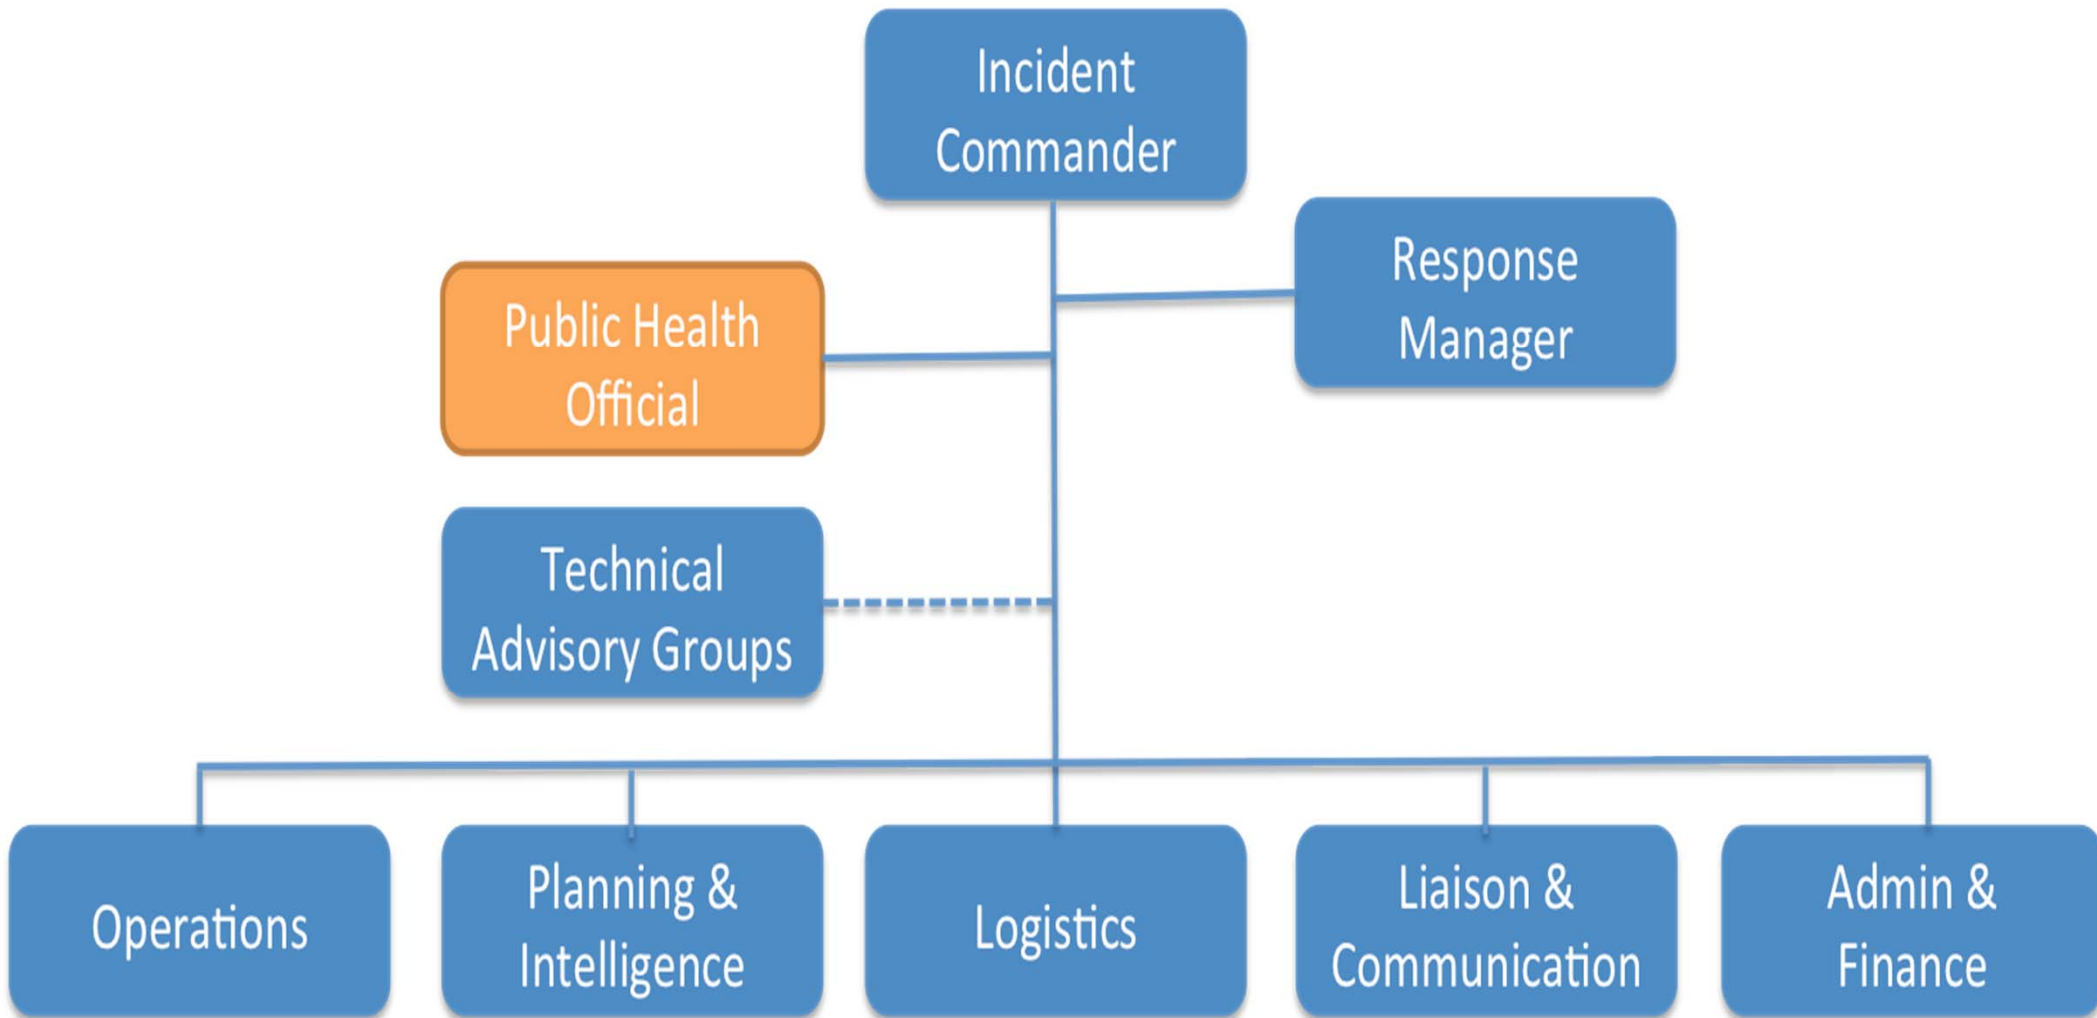 Incident
Commander
Response
Manager
Public Health
Official
Technical
Advisory Groups
Operations
Planning &
Intelligence
Logistics
Liaison &
Communication
Admin &
Finance